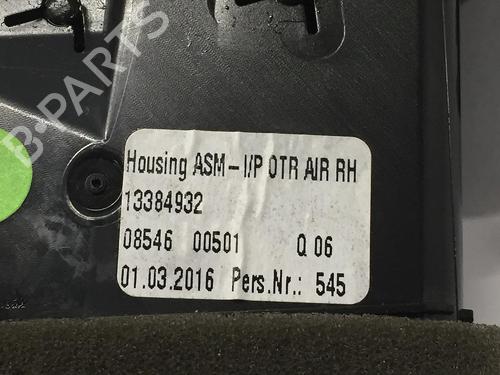 B-PARTS
Housing ASM-I/P OTR AIR RH
13384932
08546 00501 Q 06
01.03.2016 Pers.Nr.: 545